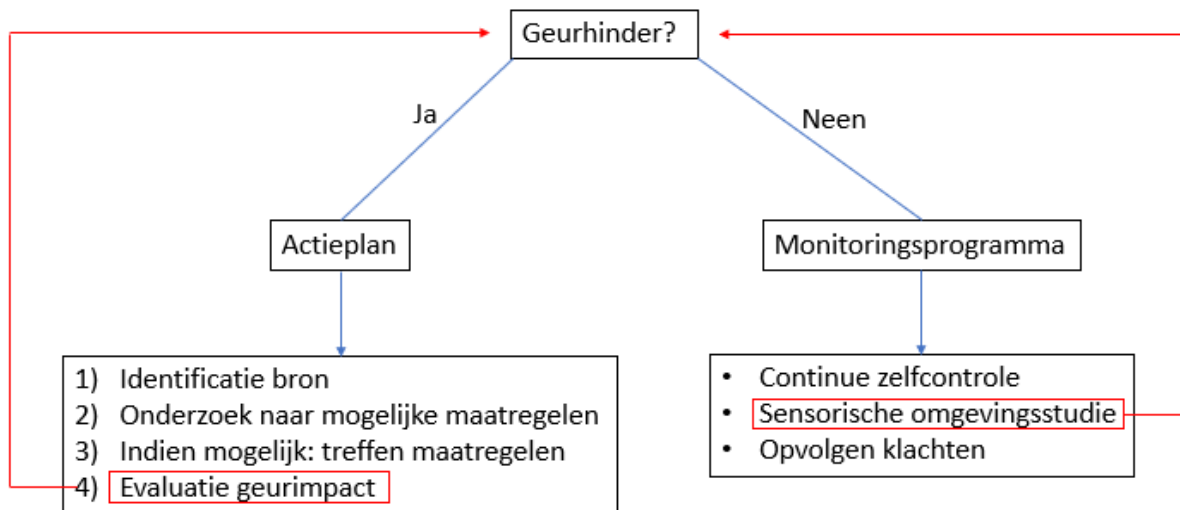 Geurhinder?
Ja
Neen
Actieplan
Monitoringsprogramma
1) Identificatie bron
2) Onderzoek naar mogelijke maatregelen
3) Indien mogelijk: treffen maatregelen
4) Evaluatie geurimpact
• Continue zelfcontrole
• Sensorische omgevingsstudie
• Opvolgen klachten